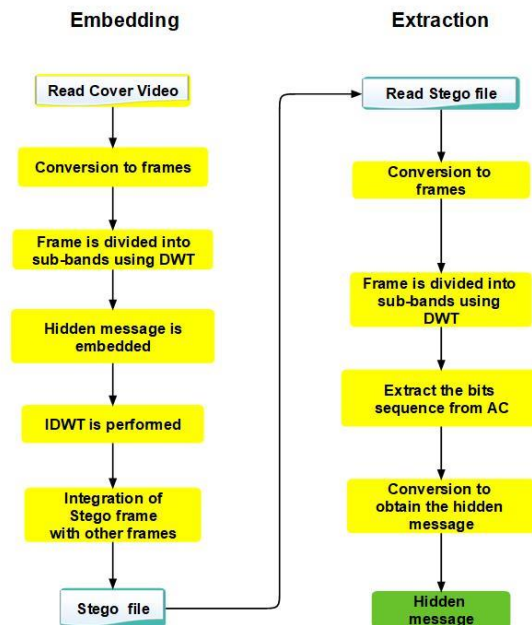 Embedding
Read Cover Video
Conversion to frames
Frame is divided into
sub-bands using DWT
Hidden message is
embedded
IDWT is performed
Integration of
Stego frame
with other frames
Stego file
Extraction
Read Stego file
Conversion to
frames
Frame is divided into
sub-bands using
DWT
Extract the bits
sequence from AC
Conversion to
obtain the hidden
message
Hidden
message